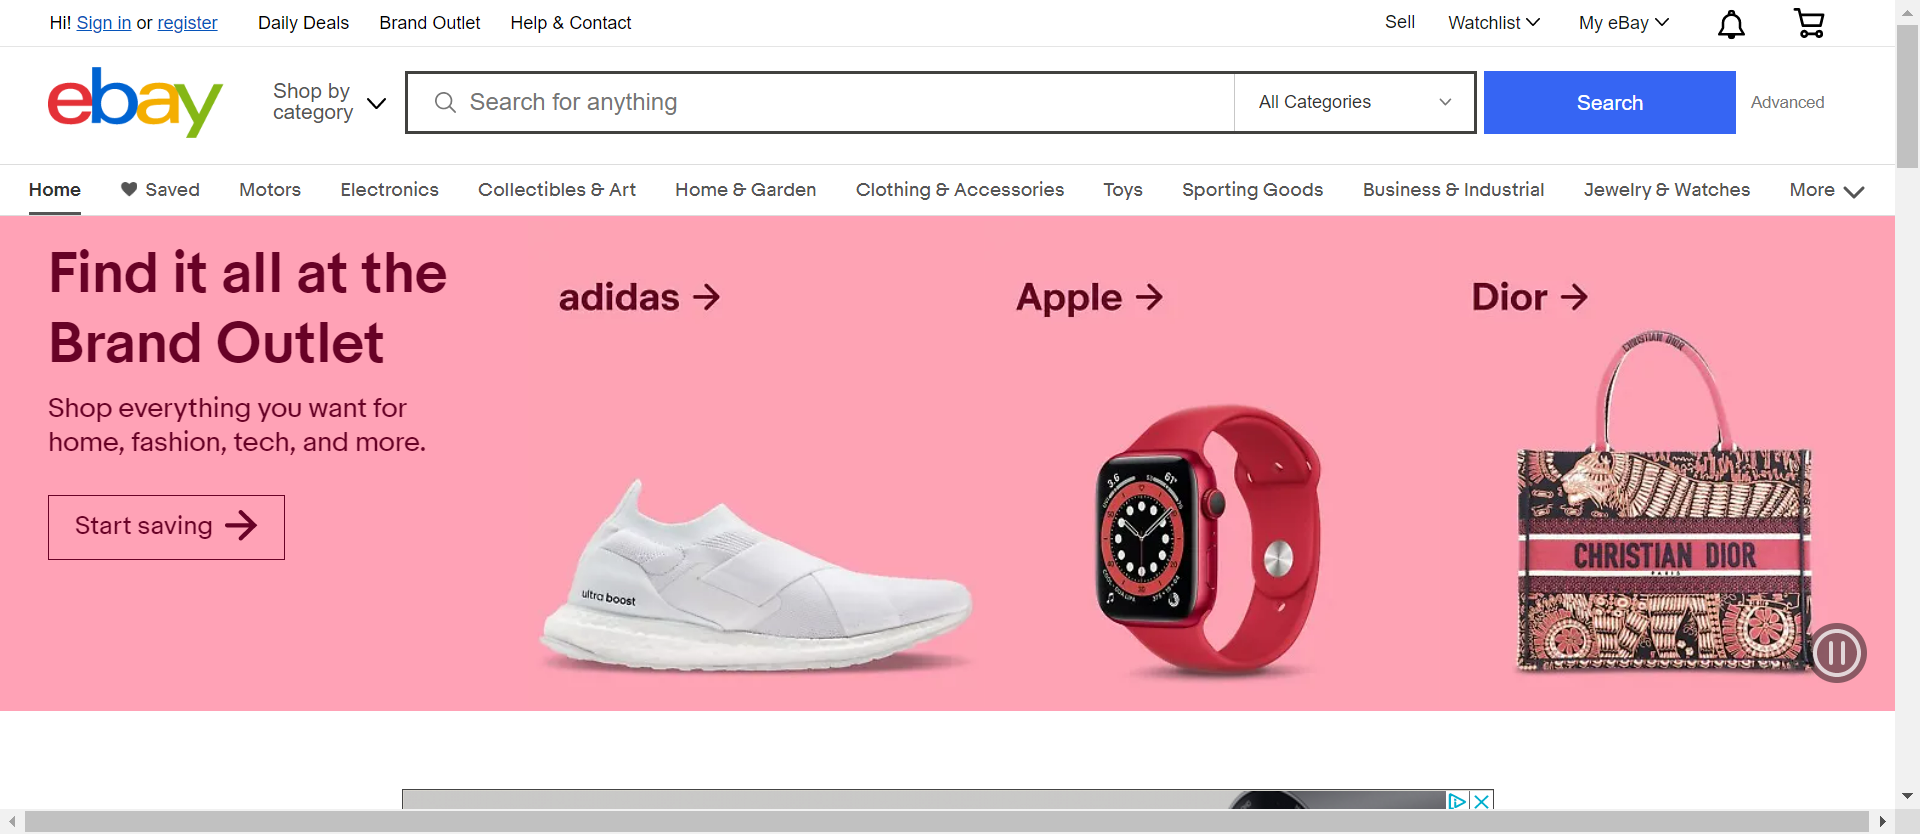 Hi! Sign in or register
Daily Deals
Brand Outlet
Help & Contact
Sell
Watchlist
My eBay
ebay
Shop by
category
Search for anything
All Categories
Search
Advanced
Home
Saved
Motors
Electronics
Collectibles & Art
Home & Garden
Clothing & Accessories
Toys
Sporting Goods
Business & Industrial
Jewelry & Watches
More
Find it all at the
Brand Outlet
Shop everything you want for
home, fashion, tech, and more.
Start saving
adidas
Apple
Dior
ultra boost
CHRISTIAN DIOR
CHRISTIAN DIOR
PARIS